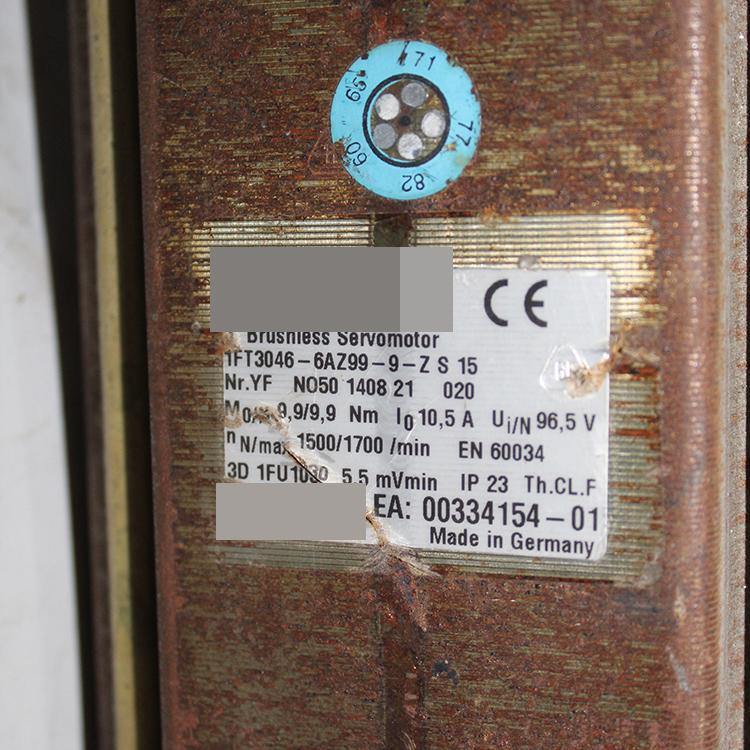 71
65
77
60
82
CE
Brushless Servomotor
1FT3046-6AZ99-9-Z S 15
Nr.YF NO50 1408 21 020
9,9/9,9 Nm I0 10,5 A Ui/N 96,5 V
n N/max 1500/1700 /min EN 60034
3D 1FU1030 5,5 mVmin IP 23 Th.CL.F
EA: 00334154-01
Made in Germany